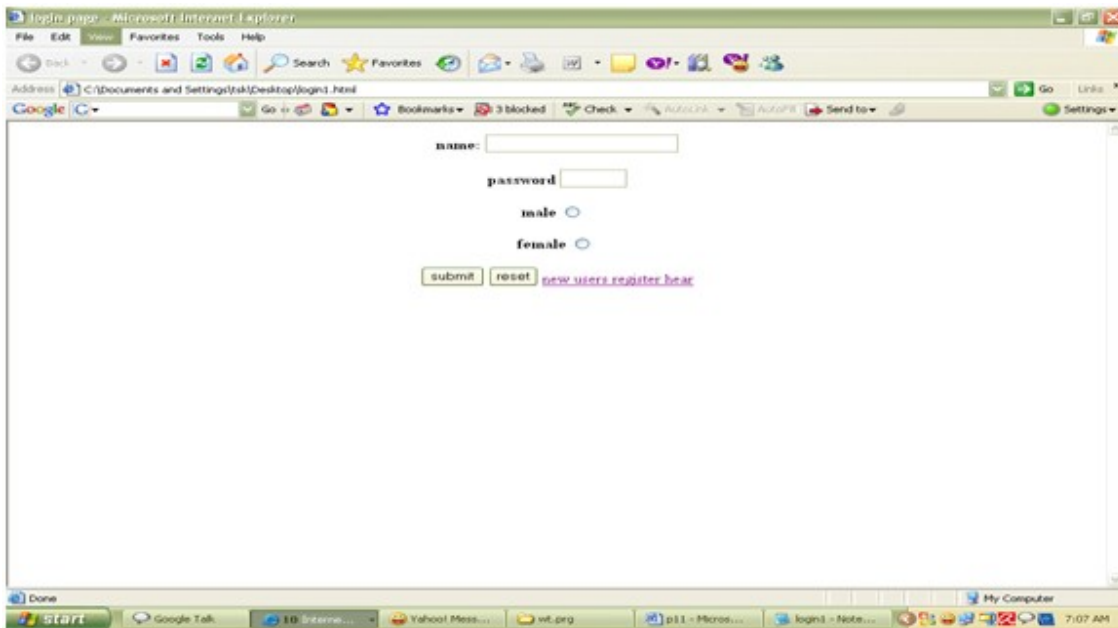 login page - Microsoft Internet Explorer
File Edit View Favorites Tools Help
Back Search Favorites
Address C:\Documents and Settings\tsk\Desktop\login1.html Go Links
Google G Go Bookmarks 3 blocked Check AutoLink AutoFill Send to Settings
name:
password
male
female
submit reset new users register hear
Done My Computer
start Google Talk 10 Interne... Yahoo! Mess... wt.prg p11 - Micros... login1 - Note... 7:07 AM